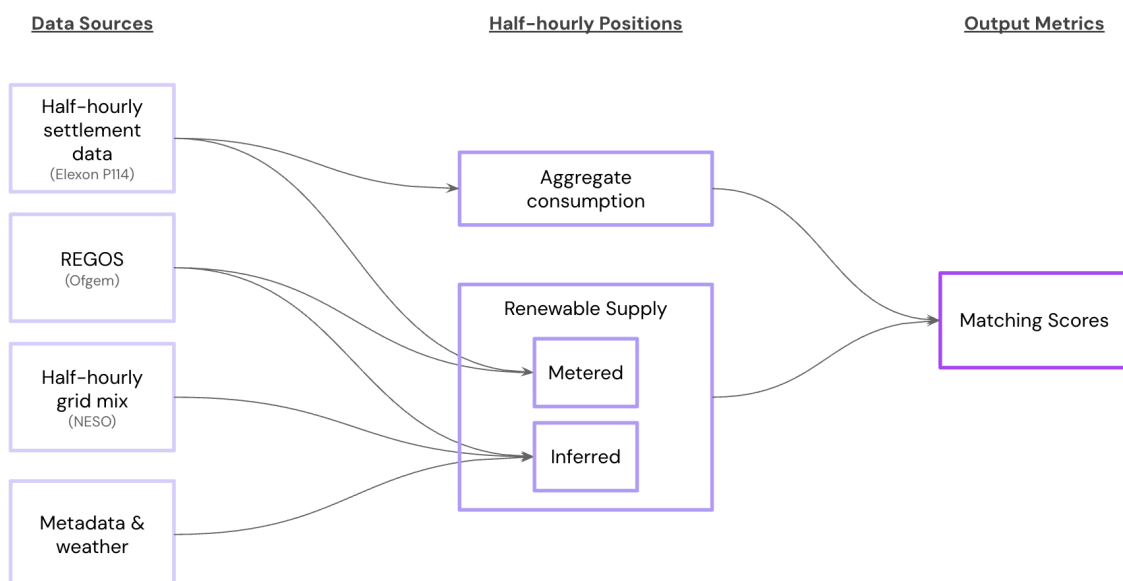 Data Sources
Half-hourly Positions
Output Metrics
Half-hourly
settlement
data
(Elexon P114)
REGOS
(Ofgem)
Half-hourly
grid mix
(NESO)
Metadata &
weather
Aggregate
consumption
Renewable Supply
Metered
Inferred
Matching Scores